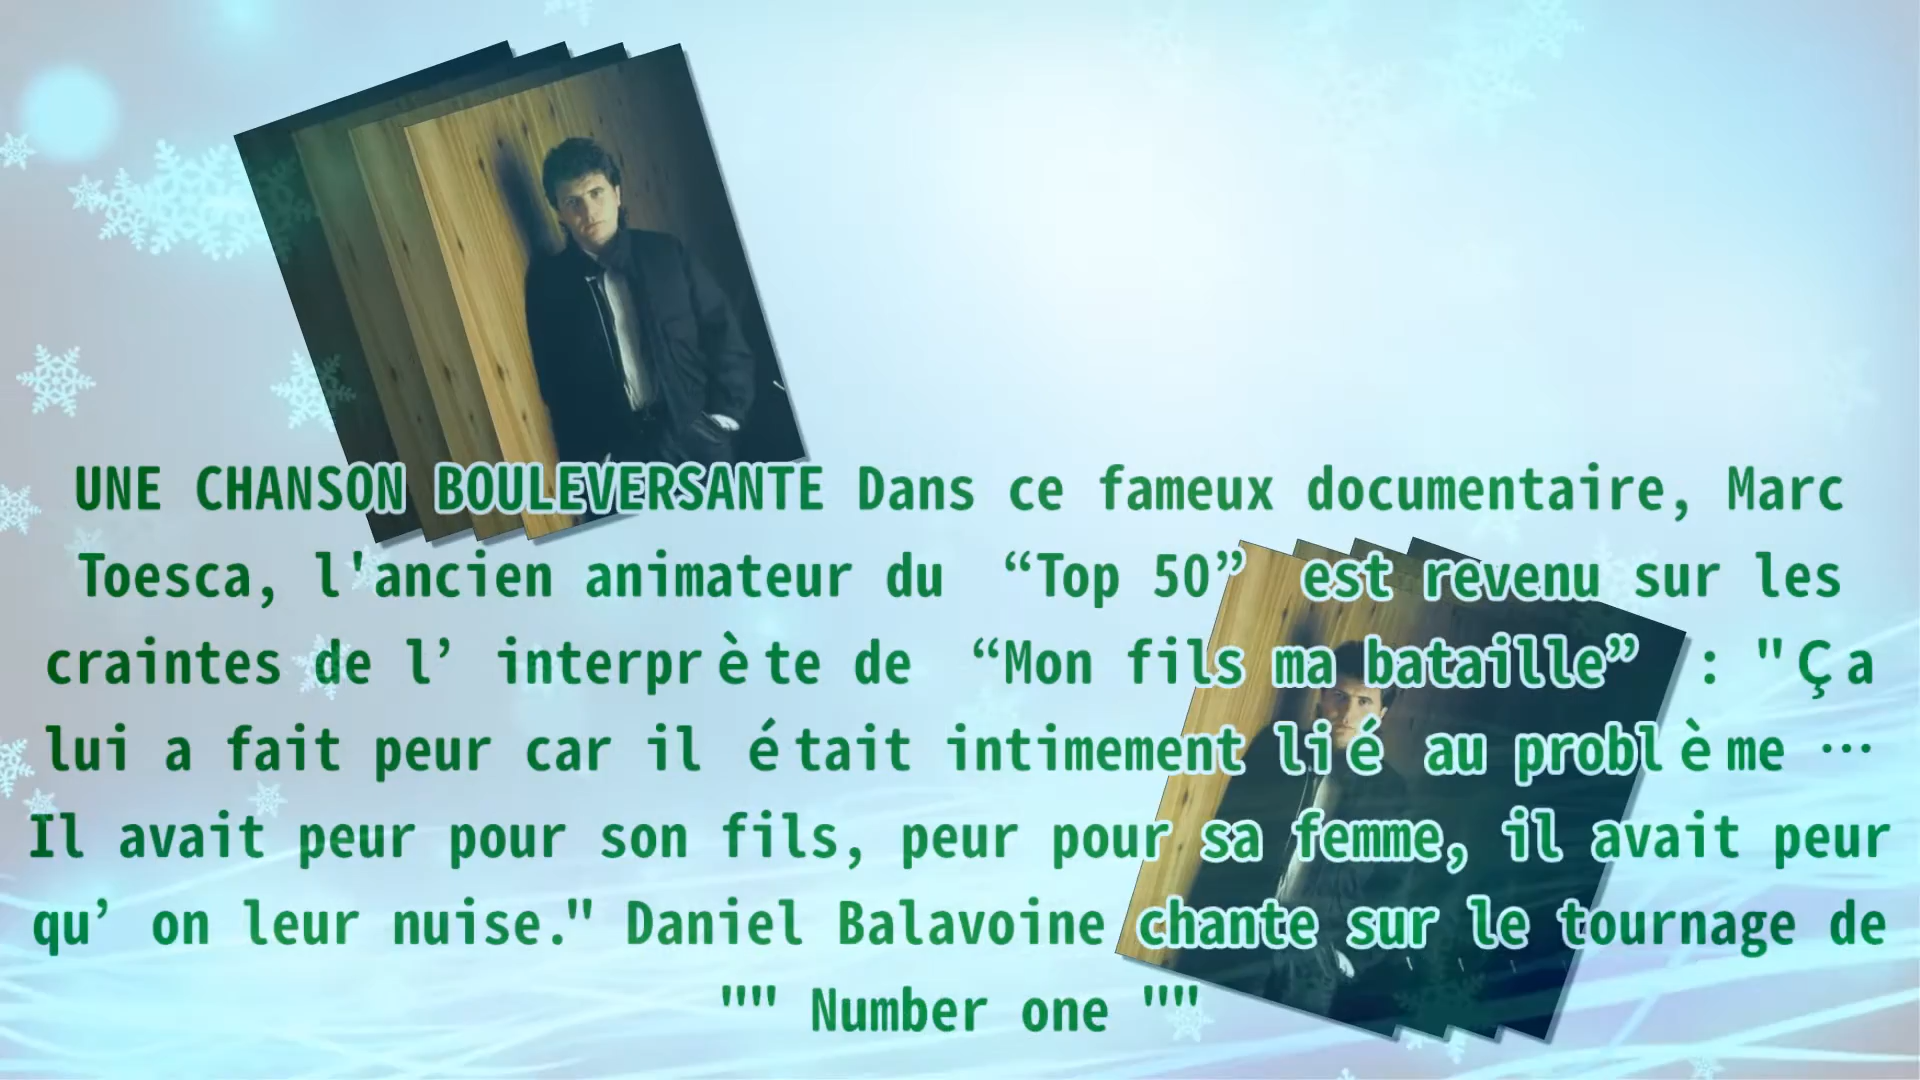 UNE CHANSON BOULEVERSANTE Dans ce fameux documentaire, Marc
Toesca, l'ancien animateur du “Top 50” est revenu sur les
craintes de l’ interprète de “Mon fils ma bataille” : "Ça
lui a fait peur car il était intimement lié au problème …
Il avait peur pour son fils, peur pour sa femme, il avait peur
qu’ on leur nuise." Daniel Balavoine chante sur le tournage de
"" Number one ""